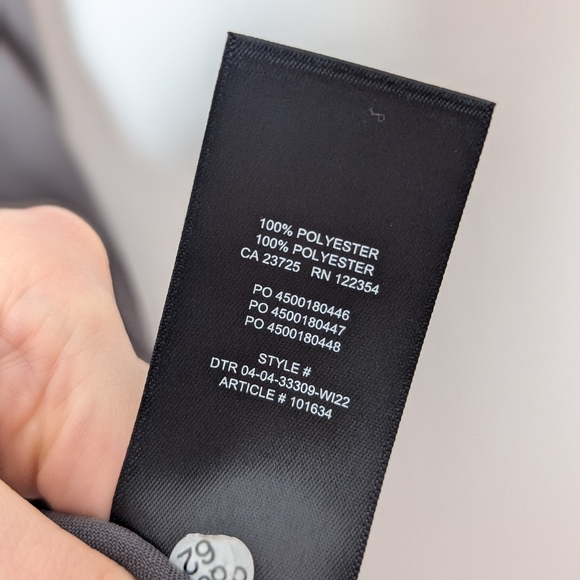 100% POLYESTER
100% POLYESTER
CA 23725 RN 122354
PO 4500180446
PO 4500180447
PO 4500180448
STYLE #
DTR 04-04-33309-WI22
ARTICLE # 101634